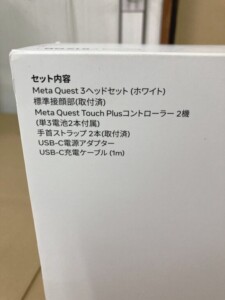 セット内容
Meta Quest 3ヘッドセット (ホワイト)
標準接顔部(取付済)
Meta Quest Touch Plusコントローラー 2機
(単3電池2本付属)
手首ストラップ 2本(取付済)
USB-C電源アダプター
USB-C充電ケーブル (1m)